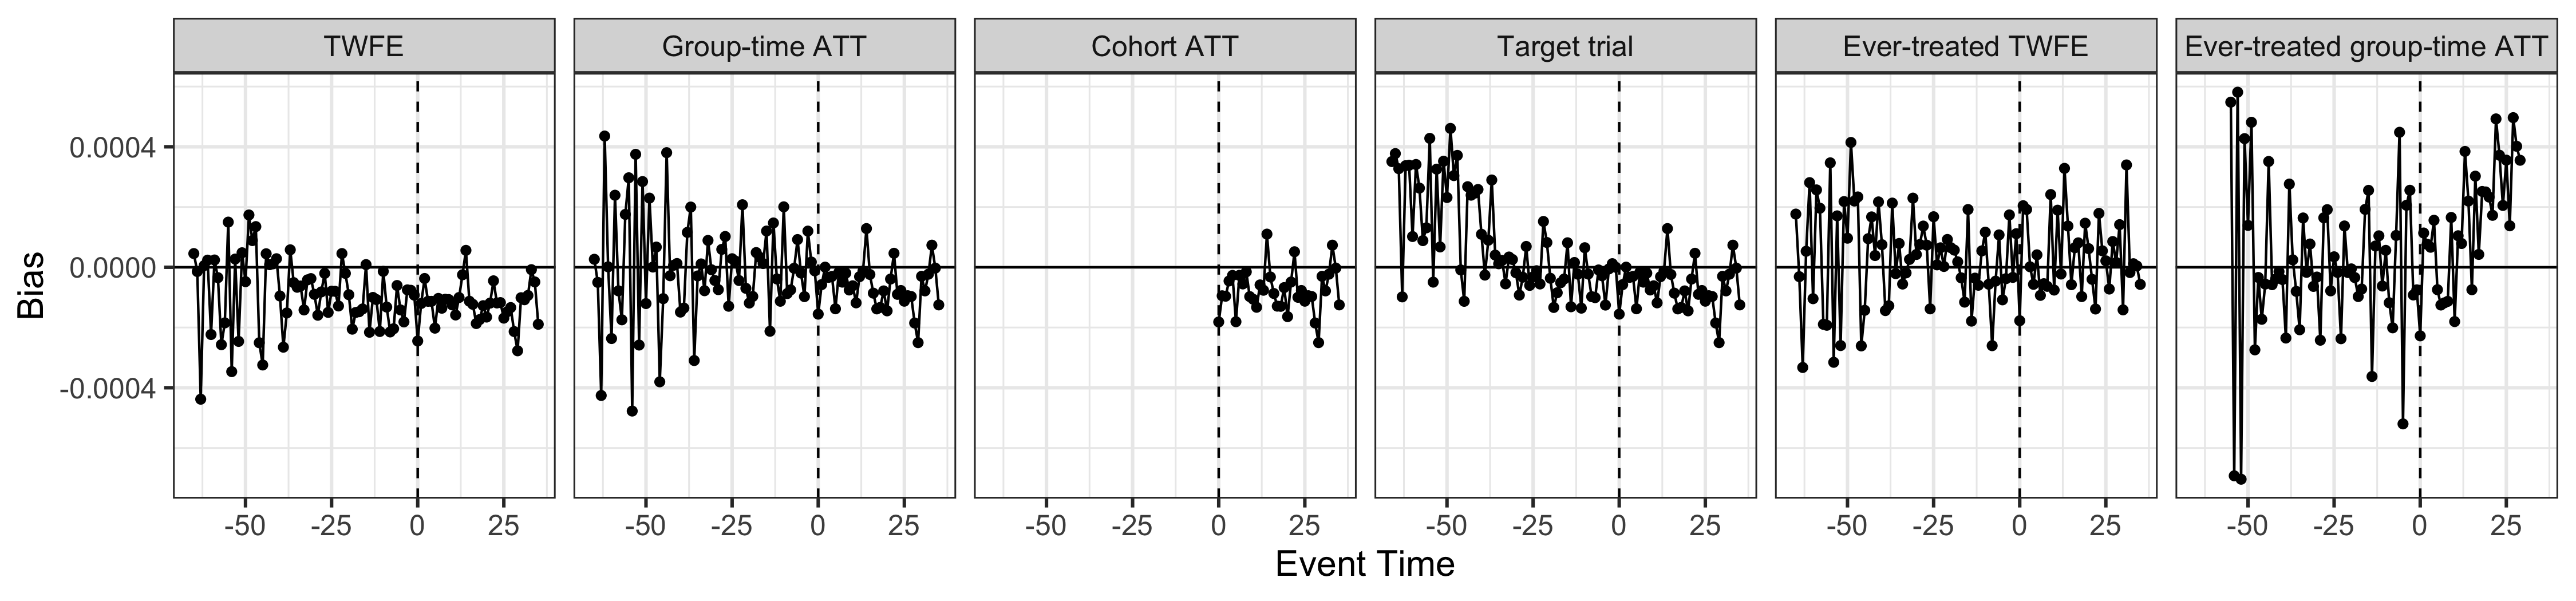 TWFE
Group-time ATT
Cohort ATT
Target trial
Ever-treated TWFE
Ever-treated group-time ATT
Bias
0.0004
0.0000
-0.0004
-50 -25 0 25
-50 -25 0 25
-50 -25 0 25
-50 -25 0 25
-50 -25 0 25
-50 -25 0 25
Event Time